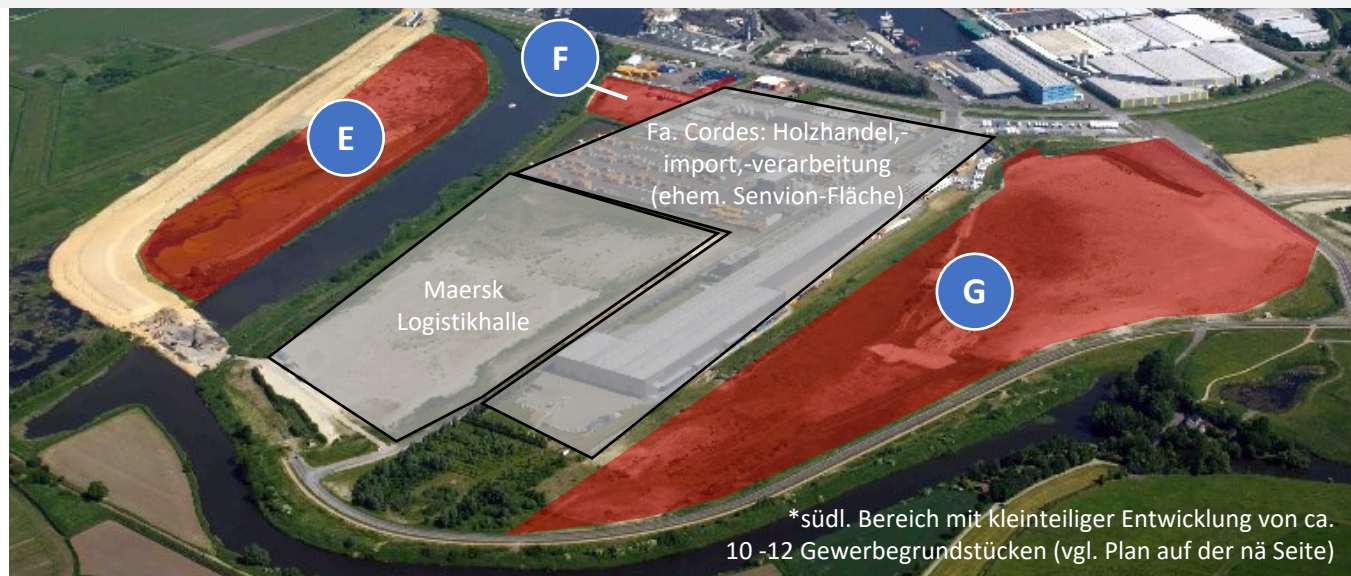 F
E
Fa. Cordes: Holzhandel,-
import,-verarbeitung
(ehem. Senvion-Fläche)
Maersk
Logistikhalle
G
*südl. Bereich mit kleinteiliger Entwicklung von ca.
10 -12 Gewerbegrundstücken (vgl. Plan auf der nä Seite)